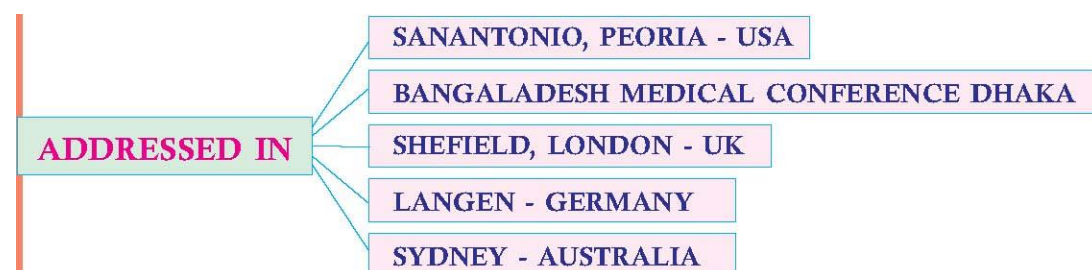 SANANTONIO, PEORIA - USA
BANGALADESH MEDICAL CONFERENCE DHAKA
ADDRESSED IN
SHEFIELD, LONDON - UK
LANGEN - GERMANY
SYDNEY - AUSTRALIA